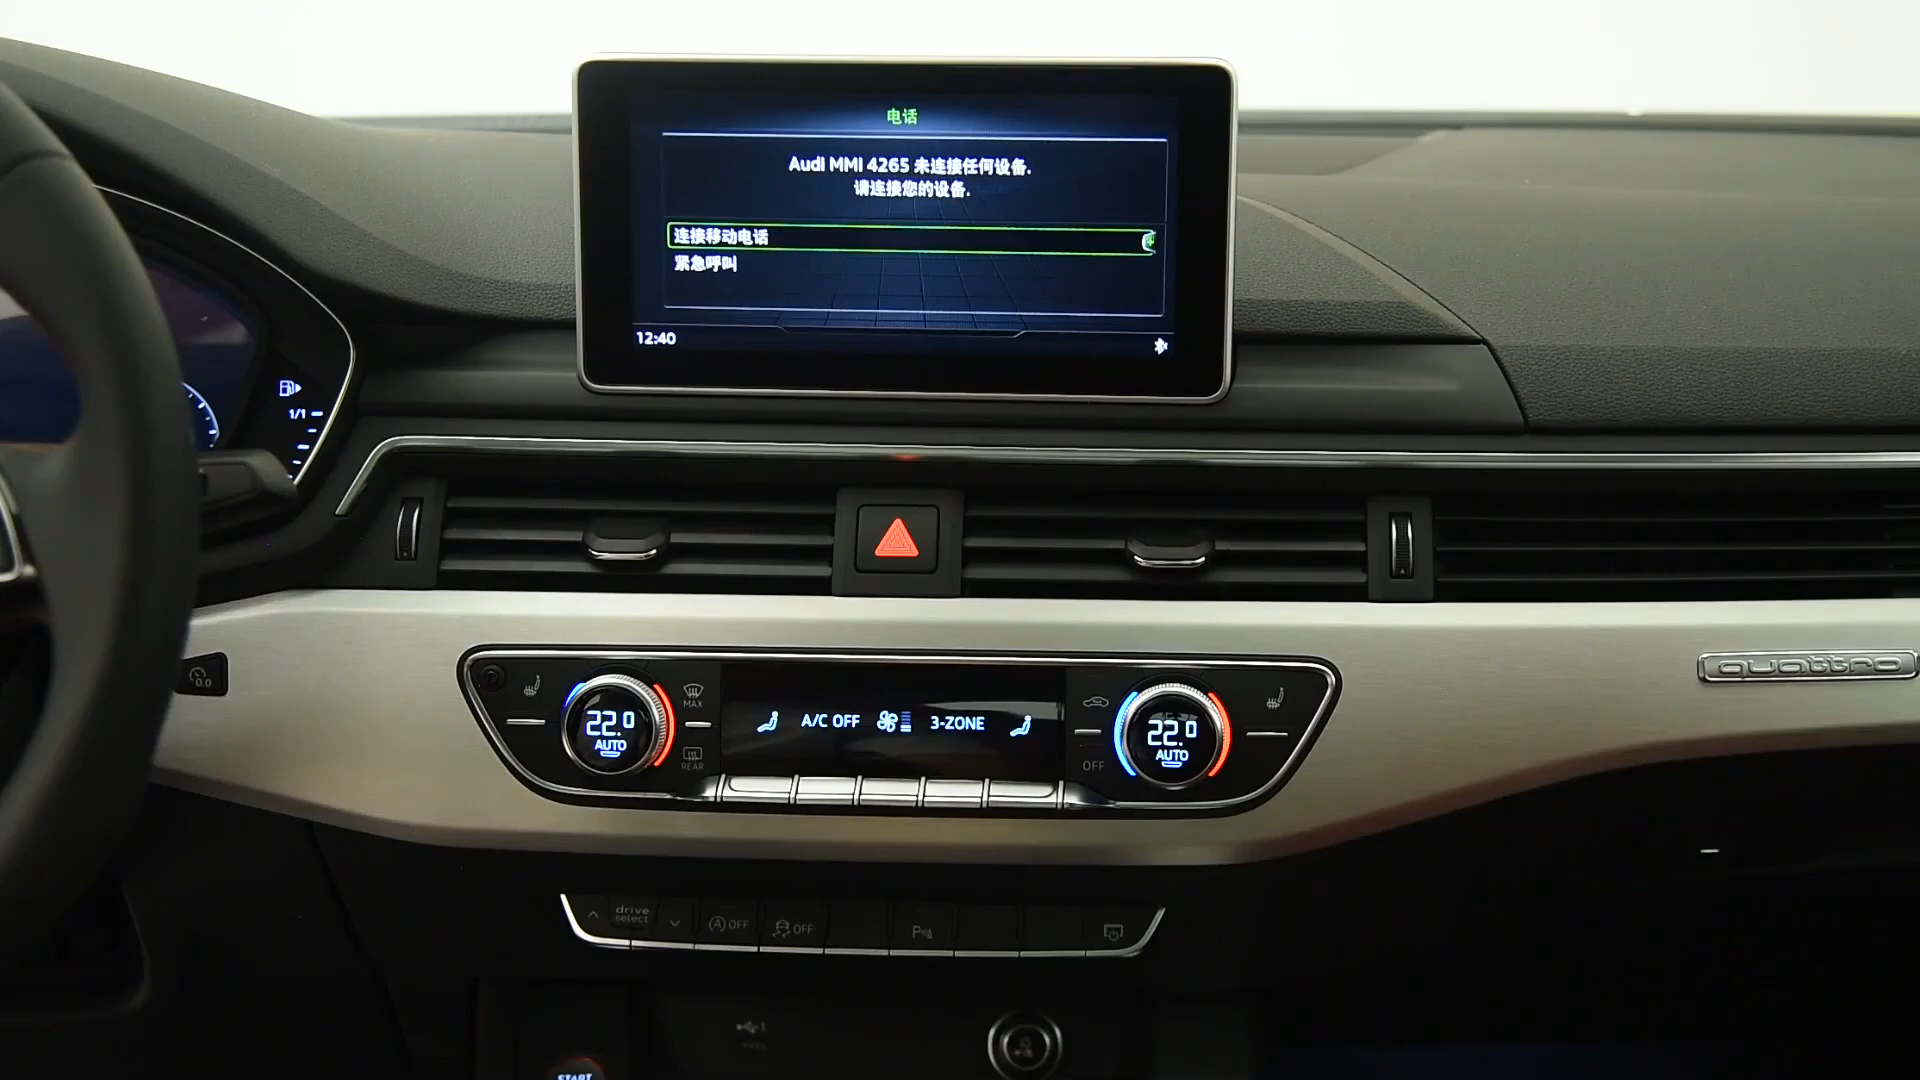 电话
Audi MMI 4265 未连接任何设备.
请连接您的设备.
连接移动电话
紧急呼叫
12:40
1/1
quattro
0.0
MAX
22.0
AUTO
REAR
A/C OFF
3-ZONE
22.0
AUTO
OFF
drive
select
OFF
OFF
P
START